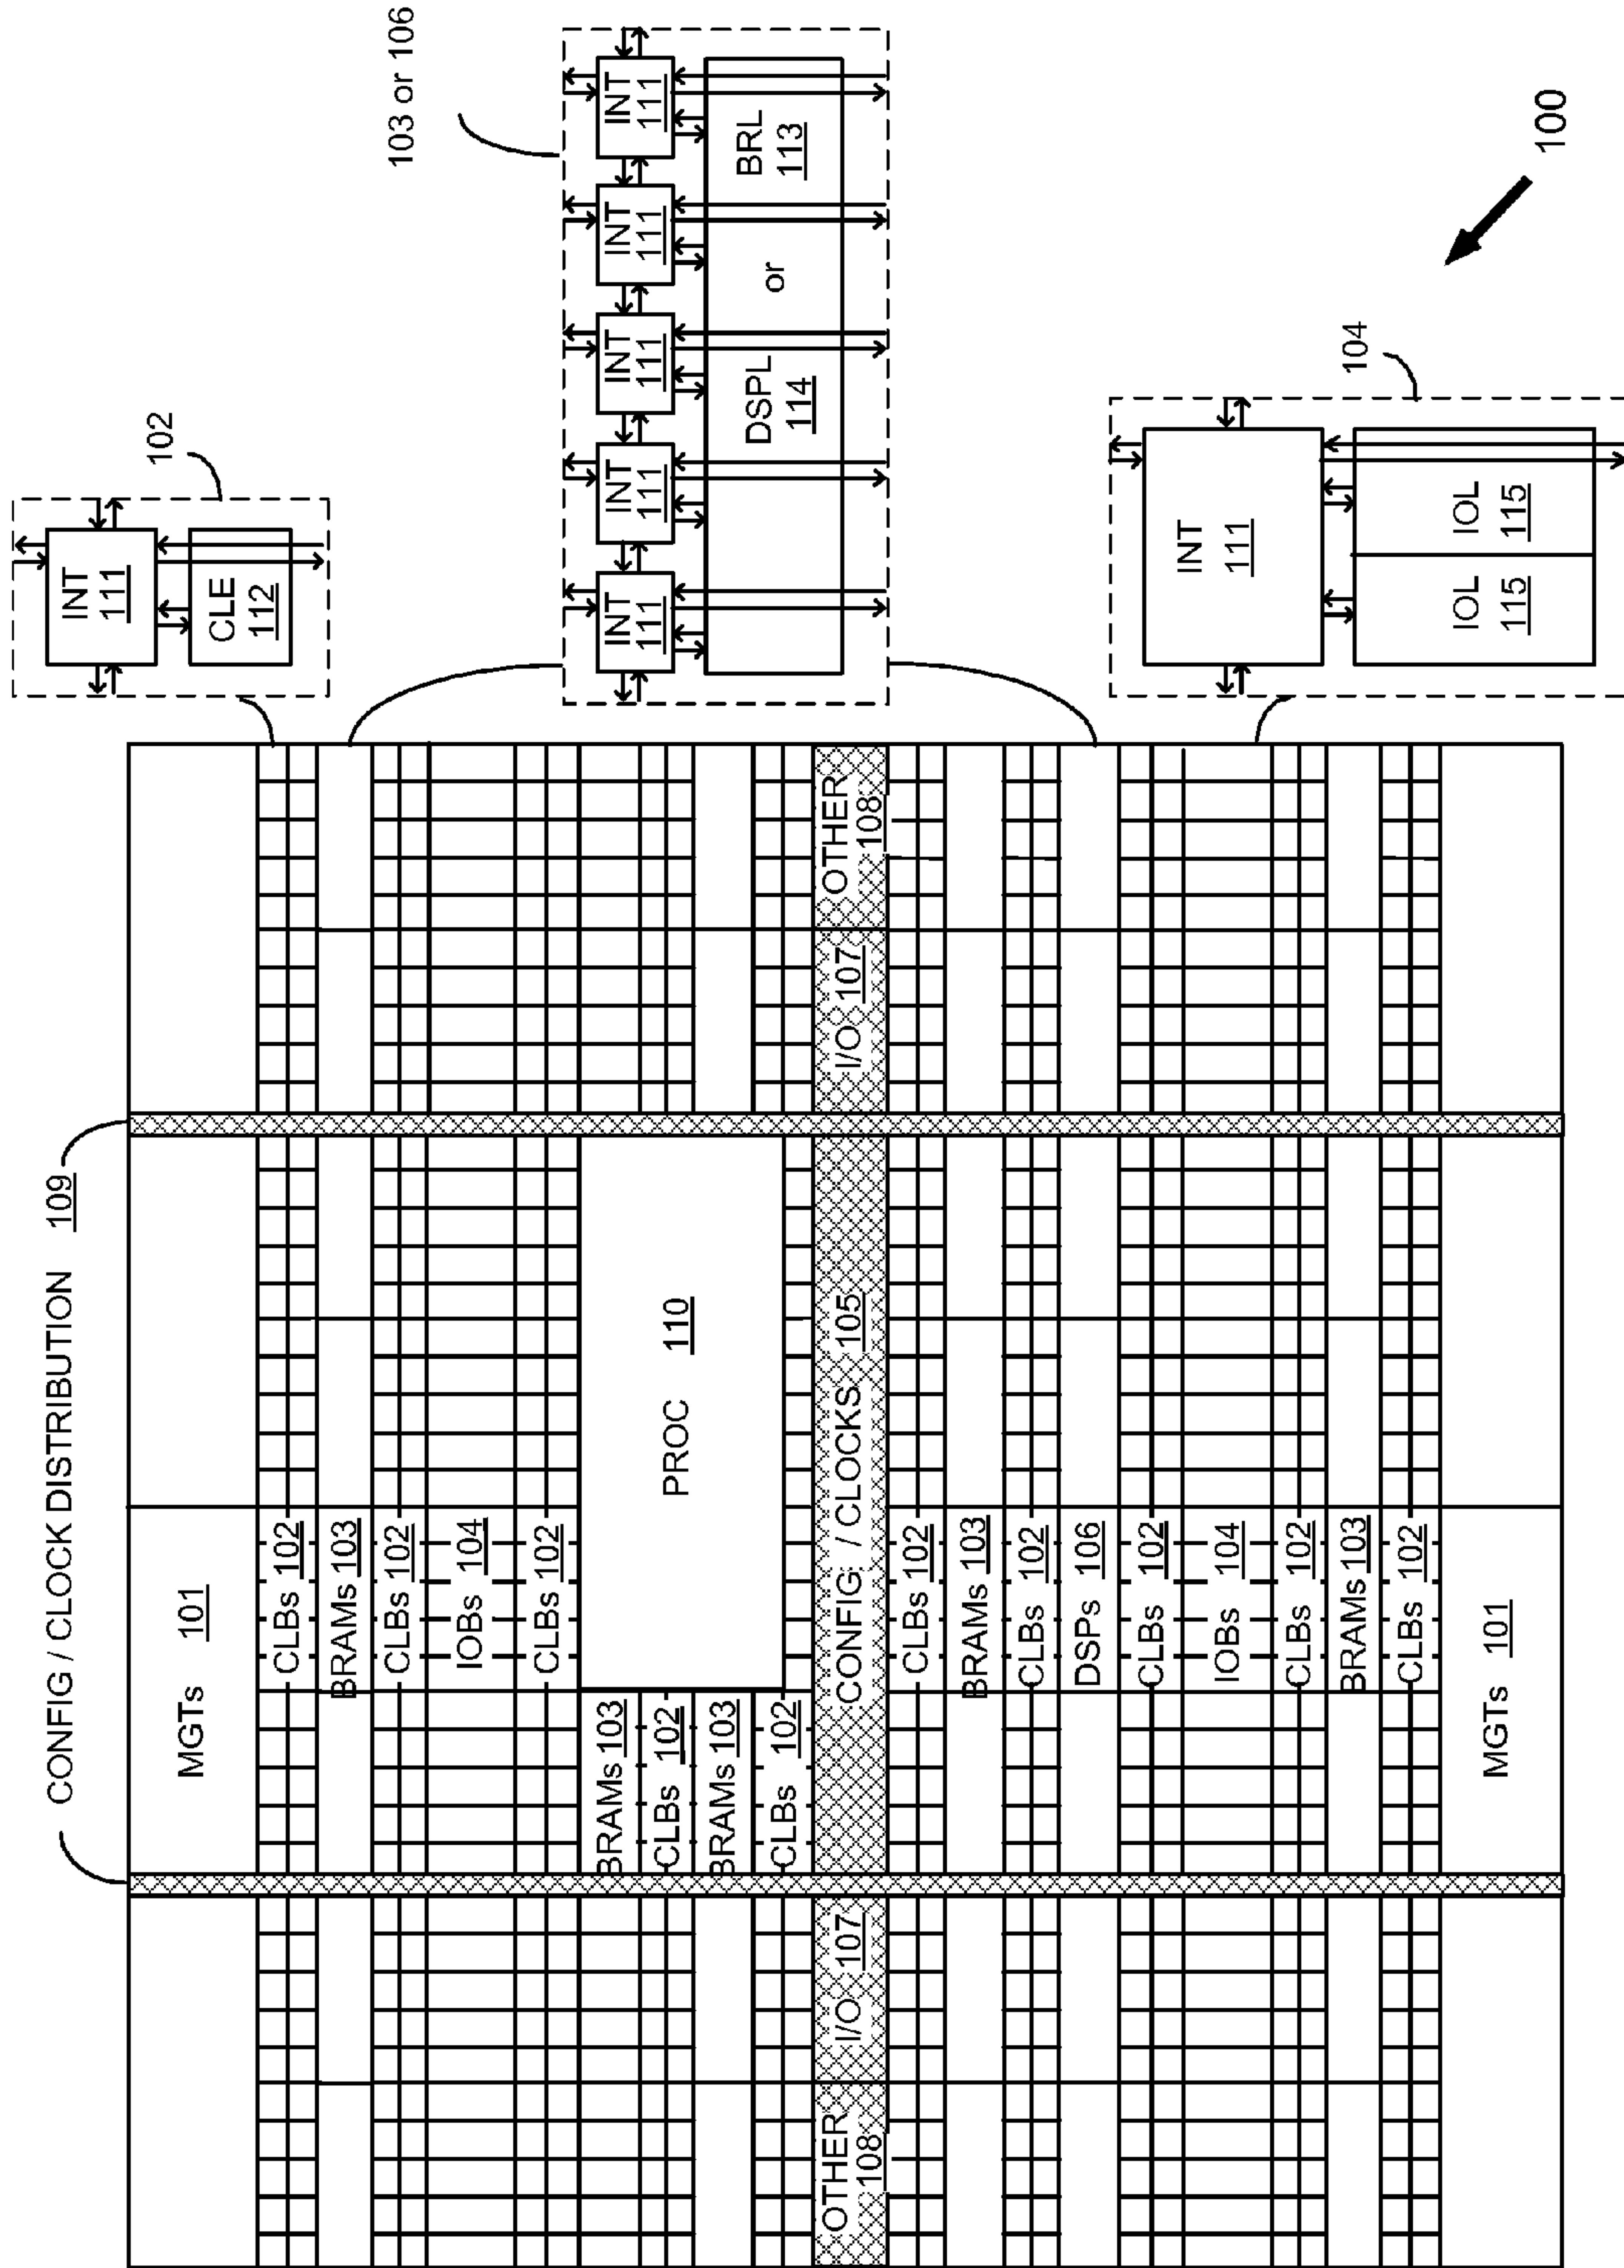 CONFIG / CLOCK DISTRIBUTION 109
MGTs 101
CLBs 102
BRAMs 103
CLBs 102
IOBs 104
CLBs 102
BRAMs 103
CLBs 102
BRAMs 103
CLBs 102
PROC 110
OTHER
108
I/O 107
CONFIG / CLOCKS 105
I/O 107
OTHER
108
CLBs 102
BRAMs 103
CLBs 102
DSPs 106
CLBs 102
IOBs 104
CLBs 102
BRAMs 103
CLBs 102
MGTs 101
102
INT
111
CLE
112
103 or 106
INT
111
INT
111
INT
111
INT
111
INT
111
DSPL
114
or
BRL
113
104
INT
111
IOL
115
IOL
115
100